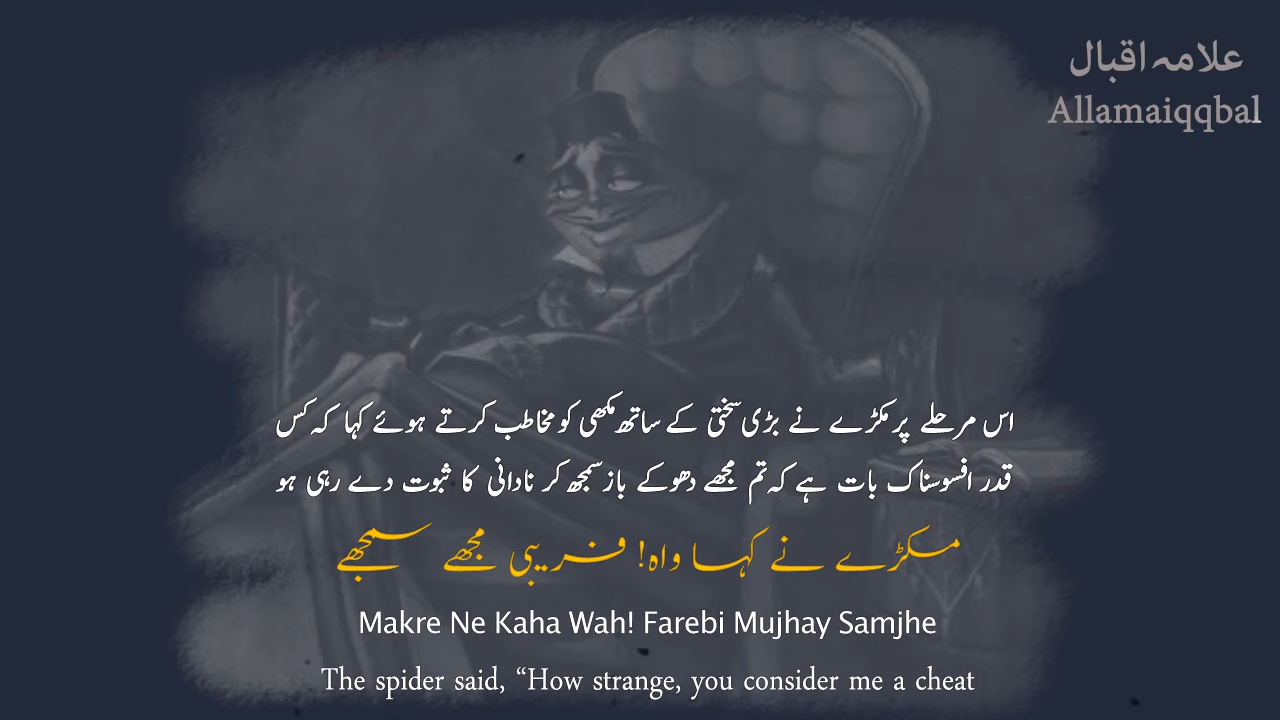 علامہ اقبال
Allamaiqqbal
اس مرحلے پر مکڑے نے بڑی سختی کے ساتھ مکھی کو مخاطب کرتے ہوئے کہا کہ کس
قدر افسوسناک بات ہے کہ تم مجھے دھوکے باز سمجھ کر نادانی کا ثبوت دے رہی ہو
مکڑے نے کہا واہ! فریبی مجھے سمجھے
Makre Ne Kaha Wah! Farebi Mujhay Samjhe
The spider said, “How strange, you consider me a cheat